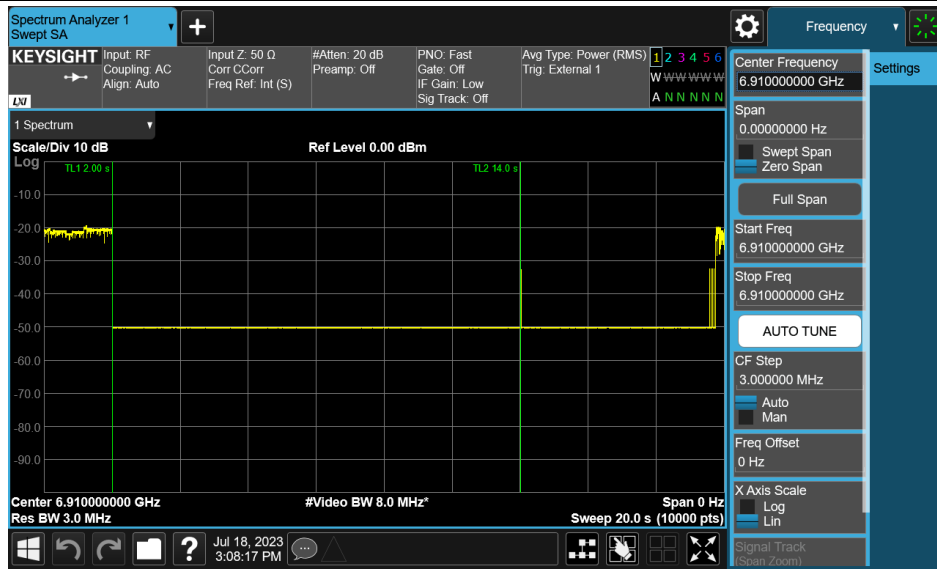 Spectrum Analyzer 1
Swept SA
+
Frequency
KEYSIGHT
LXI
Input: RF
Coupling: AC
Align: Auto
Input Z: 50 Ω
Corr CCorr
Freq Ref: Int (S)
#Atten: 20 dB
Preamp: Off
PNO: Fast
Gate: Off
IF Gain: Low
Sig Track: Off
Avg Type: Power (RMS)
Trig: External 1
1 2 3 4 5 6
W W W W W W
A N N N N N
Center Frequency
6.910000000 GHz
Settings
Span
0.00000000 Hz
Swept Span
Zero Span
Full Span
Start Freq
6.910000000 GHz
Stop Freq
6.910000000 GHz
AUTO TUNE
CF Step
3.000000 MHz
Auto
Man
Freq Offset
0 Hz
X Axis Scale
Log
Lin
Signal Track
(Span Zoom)
1 Spectrum
Scale/Div 10 dB
Ref Level 0.00 dBm
Log
TL1 2.00 s
TL2 14.0 s
-10.0
-20.0
-30.0
-40.0
-50.0
-60.0
-70.0
-80.0
-90.0
Center 6.910000000 GHz
#Video BW 8.0 MHz*
Span 0 Hz
Res BW 3.0 MHz
Sweep 20.0 s (10000 pts)
?
Jul 18, 2023
3:08:17 PM